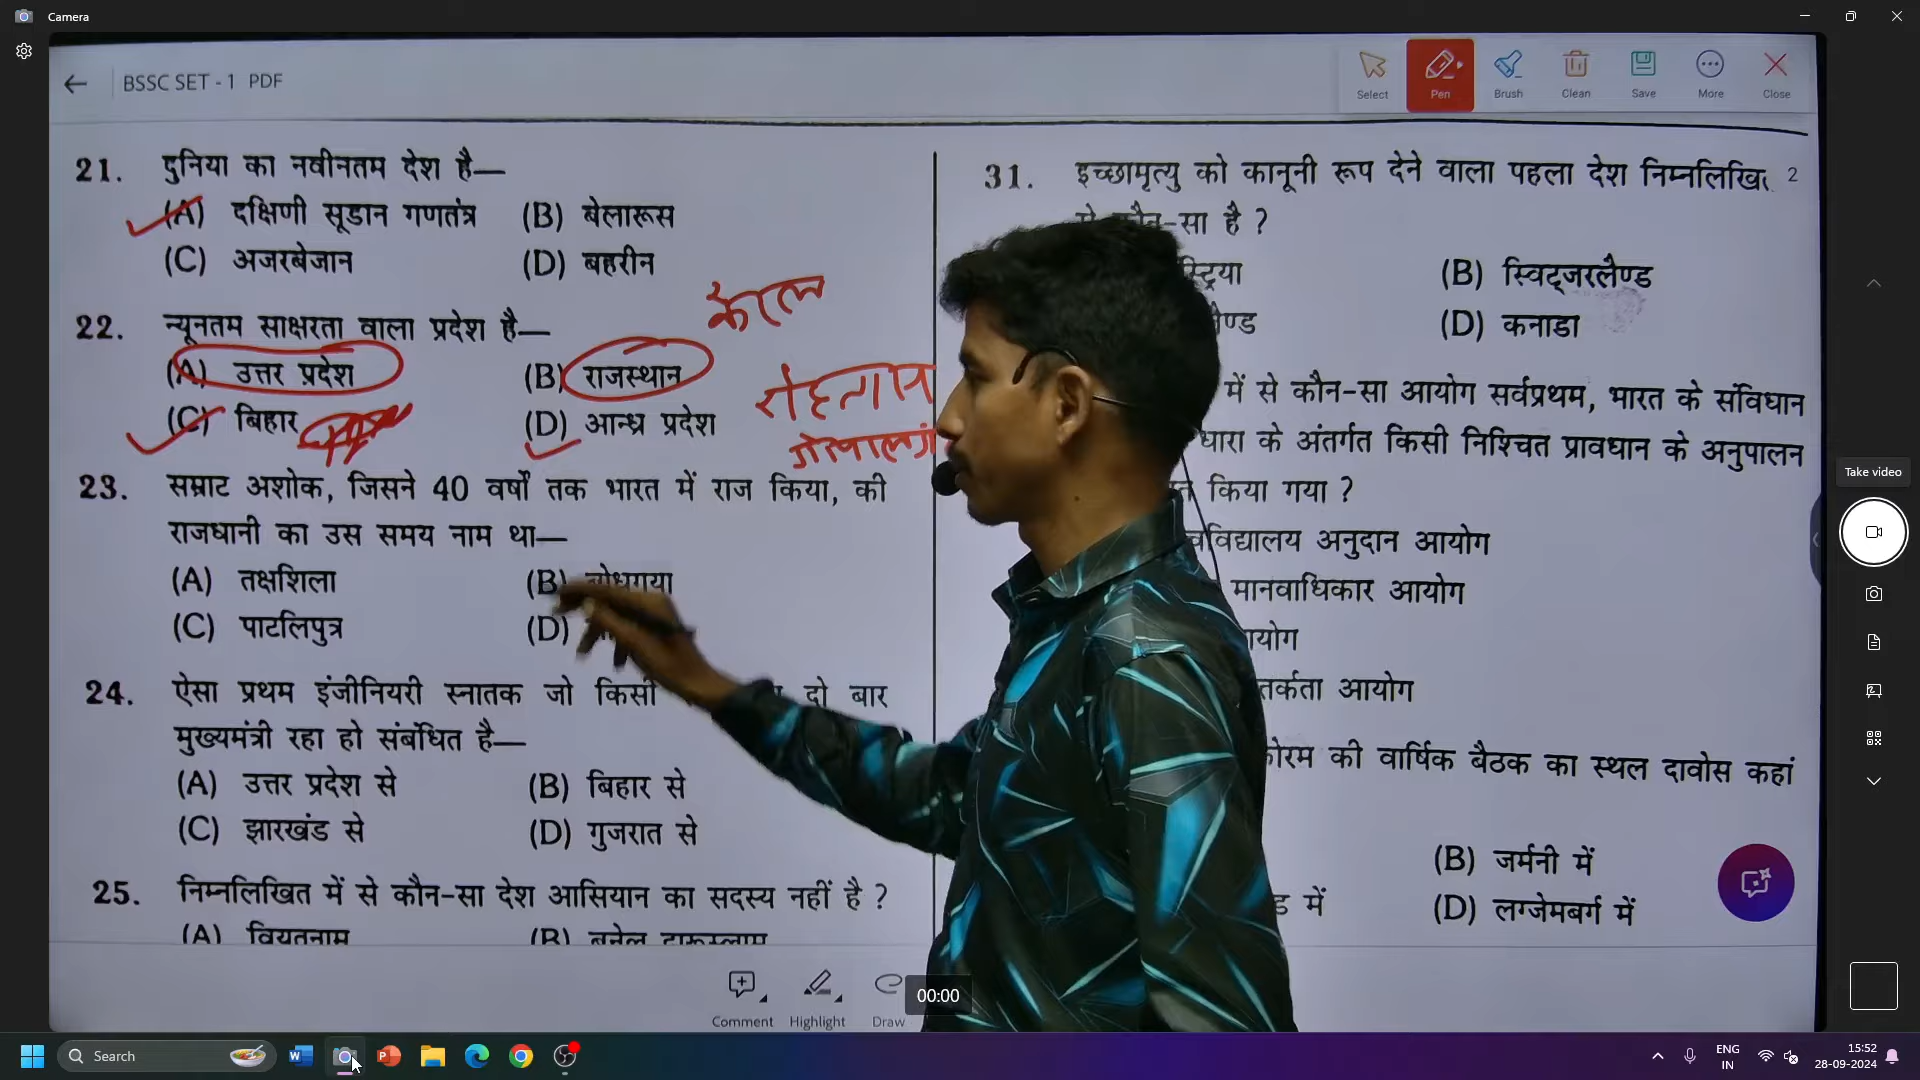 Camera
BSSC SET - 1 PDF
Select
Pen
Brush
Clean
Save
More
Close
21. दुनिया का नवीनतम देश है—
(A) दक्षिणी सूडान गणतंत्र (B) बेलारूस
(C) अजरबेजान (D) बहरीन
केरल
22. न्यूनतम साक्षरता वाला प्रदेश है—
(A) उत्तर प्रदेश (B) राजस्थान
(C) बिहार (D) आन्ध्र प्रदेश
23. सम्राट अशोक, जिसने 40 वर्षों तक भारत में राज किया, की
राजधानी का उस समय नाम था—
(A) तक्षशिला (B) बोधगया
(C) पाटलिपुत्र (D)
24. ऐसा प्रथम इंजीनियरी स्नातक जो किसी दो बार
मुख्यमंत्री रहा हो संबंधित है—
(A) उत्तर प्रदेश से (B) बिहार से
(C) झारखंड से (D) गुजरात से
25. निम्नलिखित में से कौन-सा देश आसियान का सदस्य नहीं है ?
(A) वियतनाम (B) ब्रुनेल दारूस्लाम
2
31. इच्छामृत्यु को कानूनी रूप देने वाला पहला देश
से कौन-सा है ?
(B) स्विट्जरलैण्ड
(D) कनाडा
में से कौन-सा आयोग सर्वप्रथम, भारत के संविधान
धारा के अंतर्गत किसी निश्चित प्रावधान के अनुपालन
किया गया ?
अनुदान आयोग
मानवाधिकार आयोग
आयोग
आयोग
की वार्षिक बैठक का स्थल दावोस कहां
(B) जर्मनी में
में
(D) लग्जेमबर्ग में
Take video
Comment
Highlight
Draw
00:00
Search
ENG
IN
15:52
28-09-2024